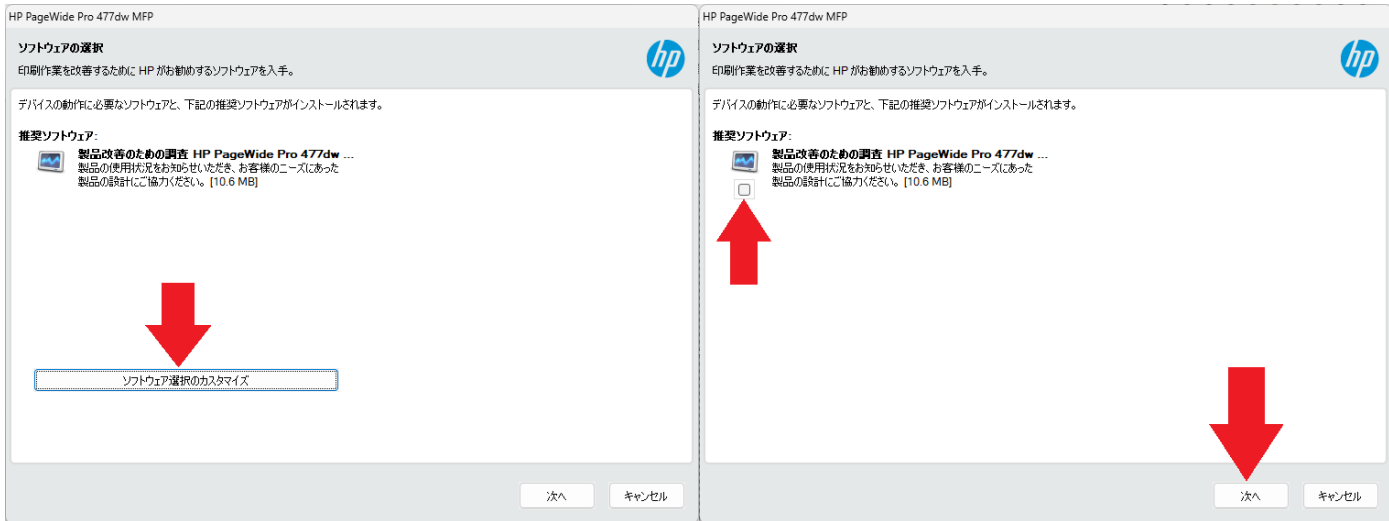 HP PageWide Pro 477dw MFP
ソフトウェアの選択
印刷作業を改善するために HP がお勧めするソフトウェアを入手。
hp
デバイスの動作に必要なソフトウェアと、下記の推奨ソフトウェアがインストールされます。
推奨ソフトウェア:
製品改善のための調査 HP PageWide Pro 477dw ...
製品の使用状況をお知らせいただき、お客様のニーズにあった
製品の設計にご協力ください。[10.6 MB]
ソフトウェア選択のカスタマイズ
次へ
キャンセル
HP PageWide Pro 477dw MFP
ソフトウェアの選択
印刷作業を改善するために HP がお勧めするソフトウェアを入手。
hp
デバイスの動作に必要なソフトウェアと、下記の推奨ソフトウェアがインストールされます。
推奨ソフトウェア:
製品改善のための調査 HP PageWide Pro 477dw ...
製品の使用状況をお知らせいただき、お客様のニーズにあった
製品の設計にご協力ください。[10.6 MB]
次へ
キャンセル